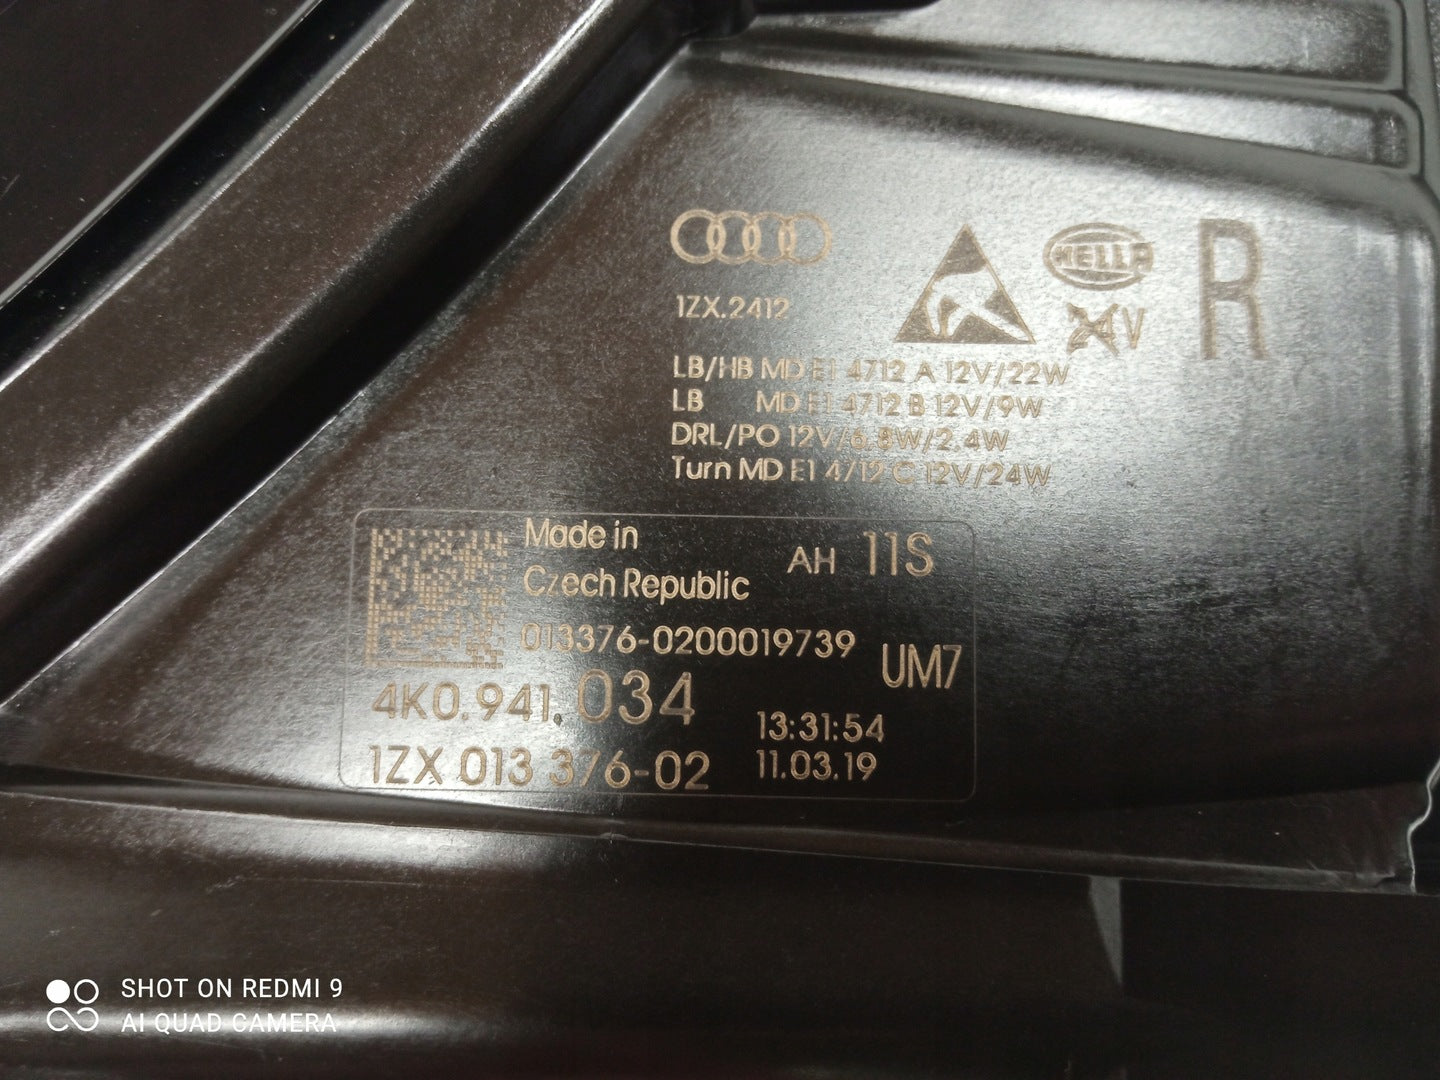 1ZX.2412
HELLA
24V
R
LB/HB MD E1 4712 A 12V/22W
LB MD E1 4712 B 12V/9W
DRL/PO 12V/6.8W/2.4W
Turn MD E1 4712 C 12V/24W
Made in
Czech Republic
AH 11S
013376-0200019739
UM7
4K0.941.034
13:31:54
1ZX 013 376-02
11.03.19
SHOT ON REDMI 9
AI QUAD CAMERA